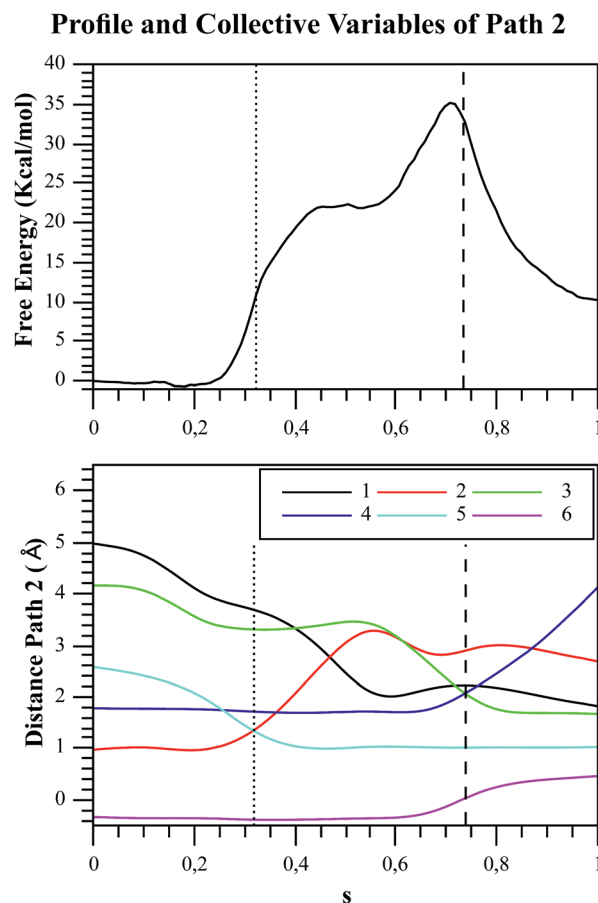 Profile and Collective Variables of Path 2
Free Energy (Kcal/mol)
40
35
30
25
20
15
10
5
0
0 0,2 0,4 0,6 0,8 1
Distance Path 2 (Å)
6
5
4
3
2
1
0
1 2 3
4 5 6
0 0,2 0,4 0,6 0,8 1
s